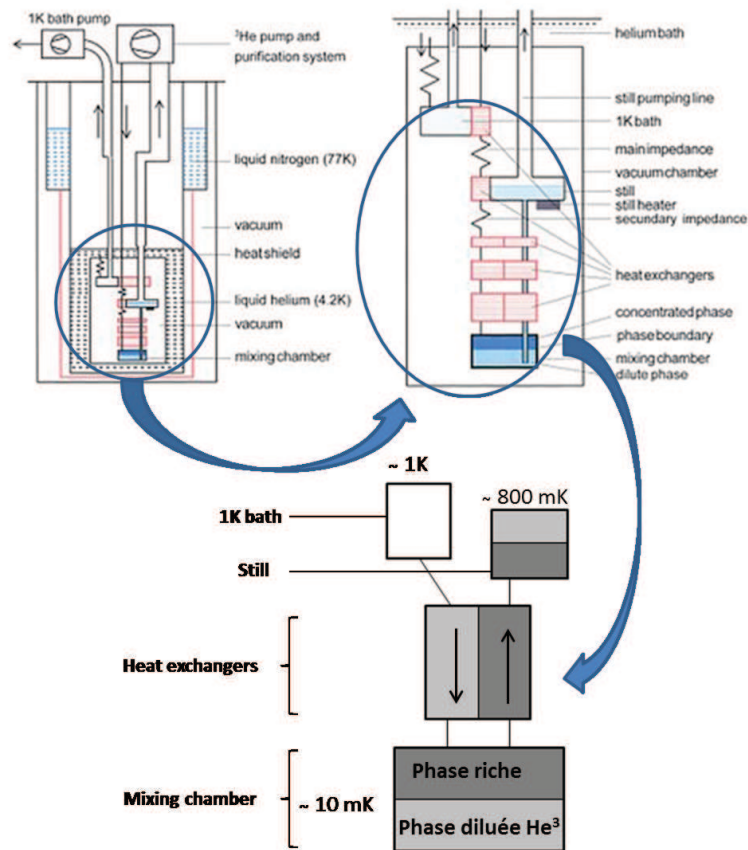 1K bath pump
³He pump and
purification system
liquid nitrogen (77K)
vacuum
heat shield
liquid helium (4.2K)
vacuum
mixing chamber
helium bath
still pumping line
1K bath
main impedance
vacuum chamber
still
still heater
secundary impedance
heat exchangers
concentrated phase
phase boundary
mixing chamber
dilute phase
~ 1K
~ 800 mK
1K bath
Still
Heat exchangers
Mixing chamber
~ 10 mK
Phase riche
Phase diluée He³